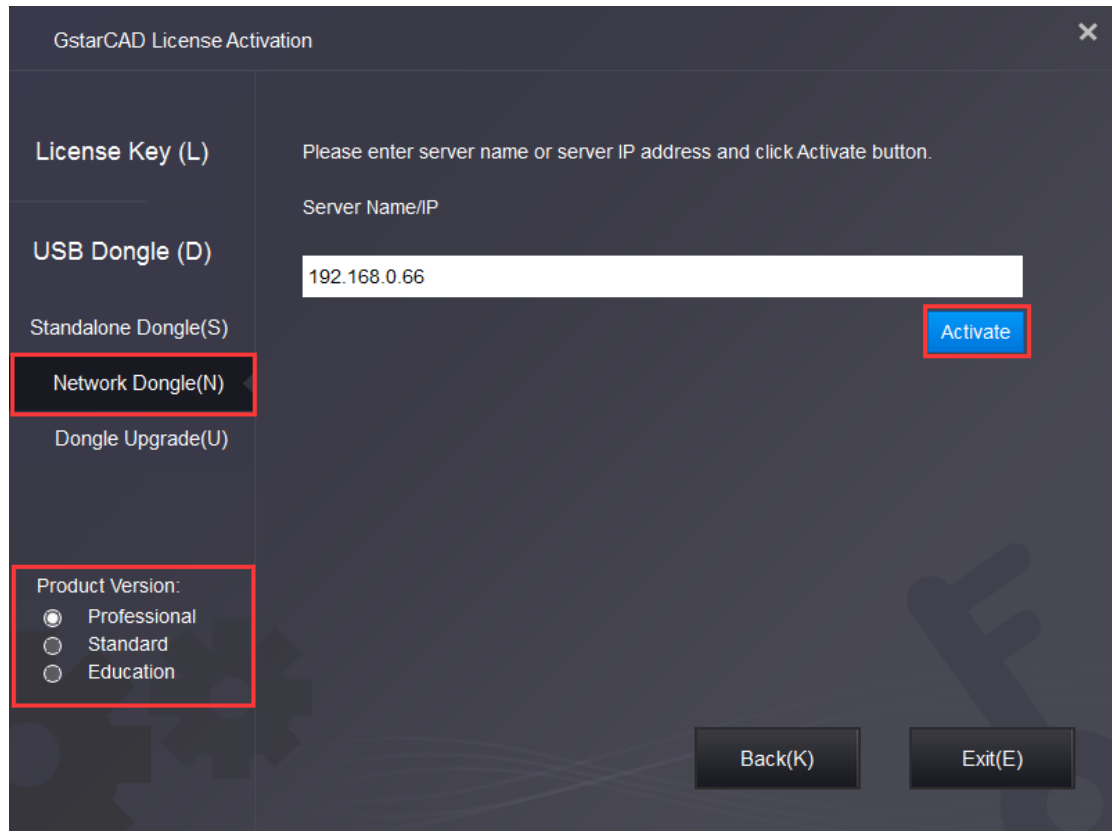 GstarCAD License Activation
License Key (L)
USB Dongle (D)
Standalone Dongle(S)
Network Dongle(N)
Dongle Upgrade(U)
Product Version:
Professional
Standard
Education
Please enter server name or server IP address and click Activate button.
Server Name/IP
192.168.0.66
Activate
Back(K)
Exit(E)